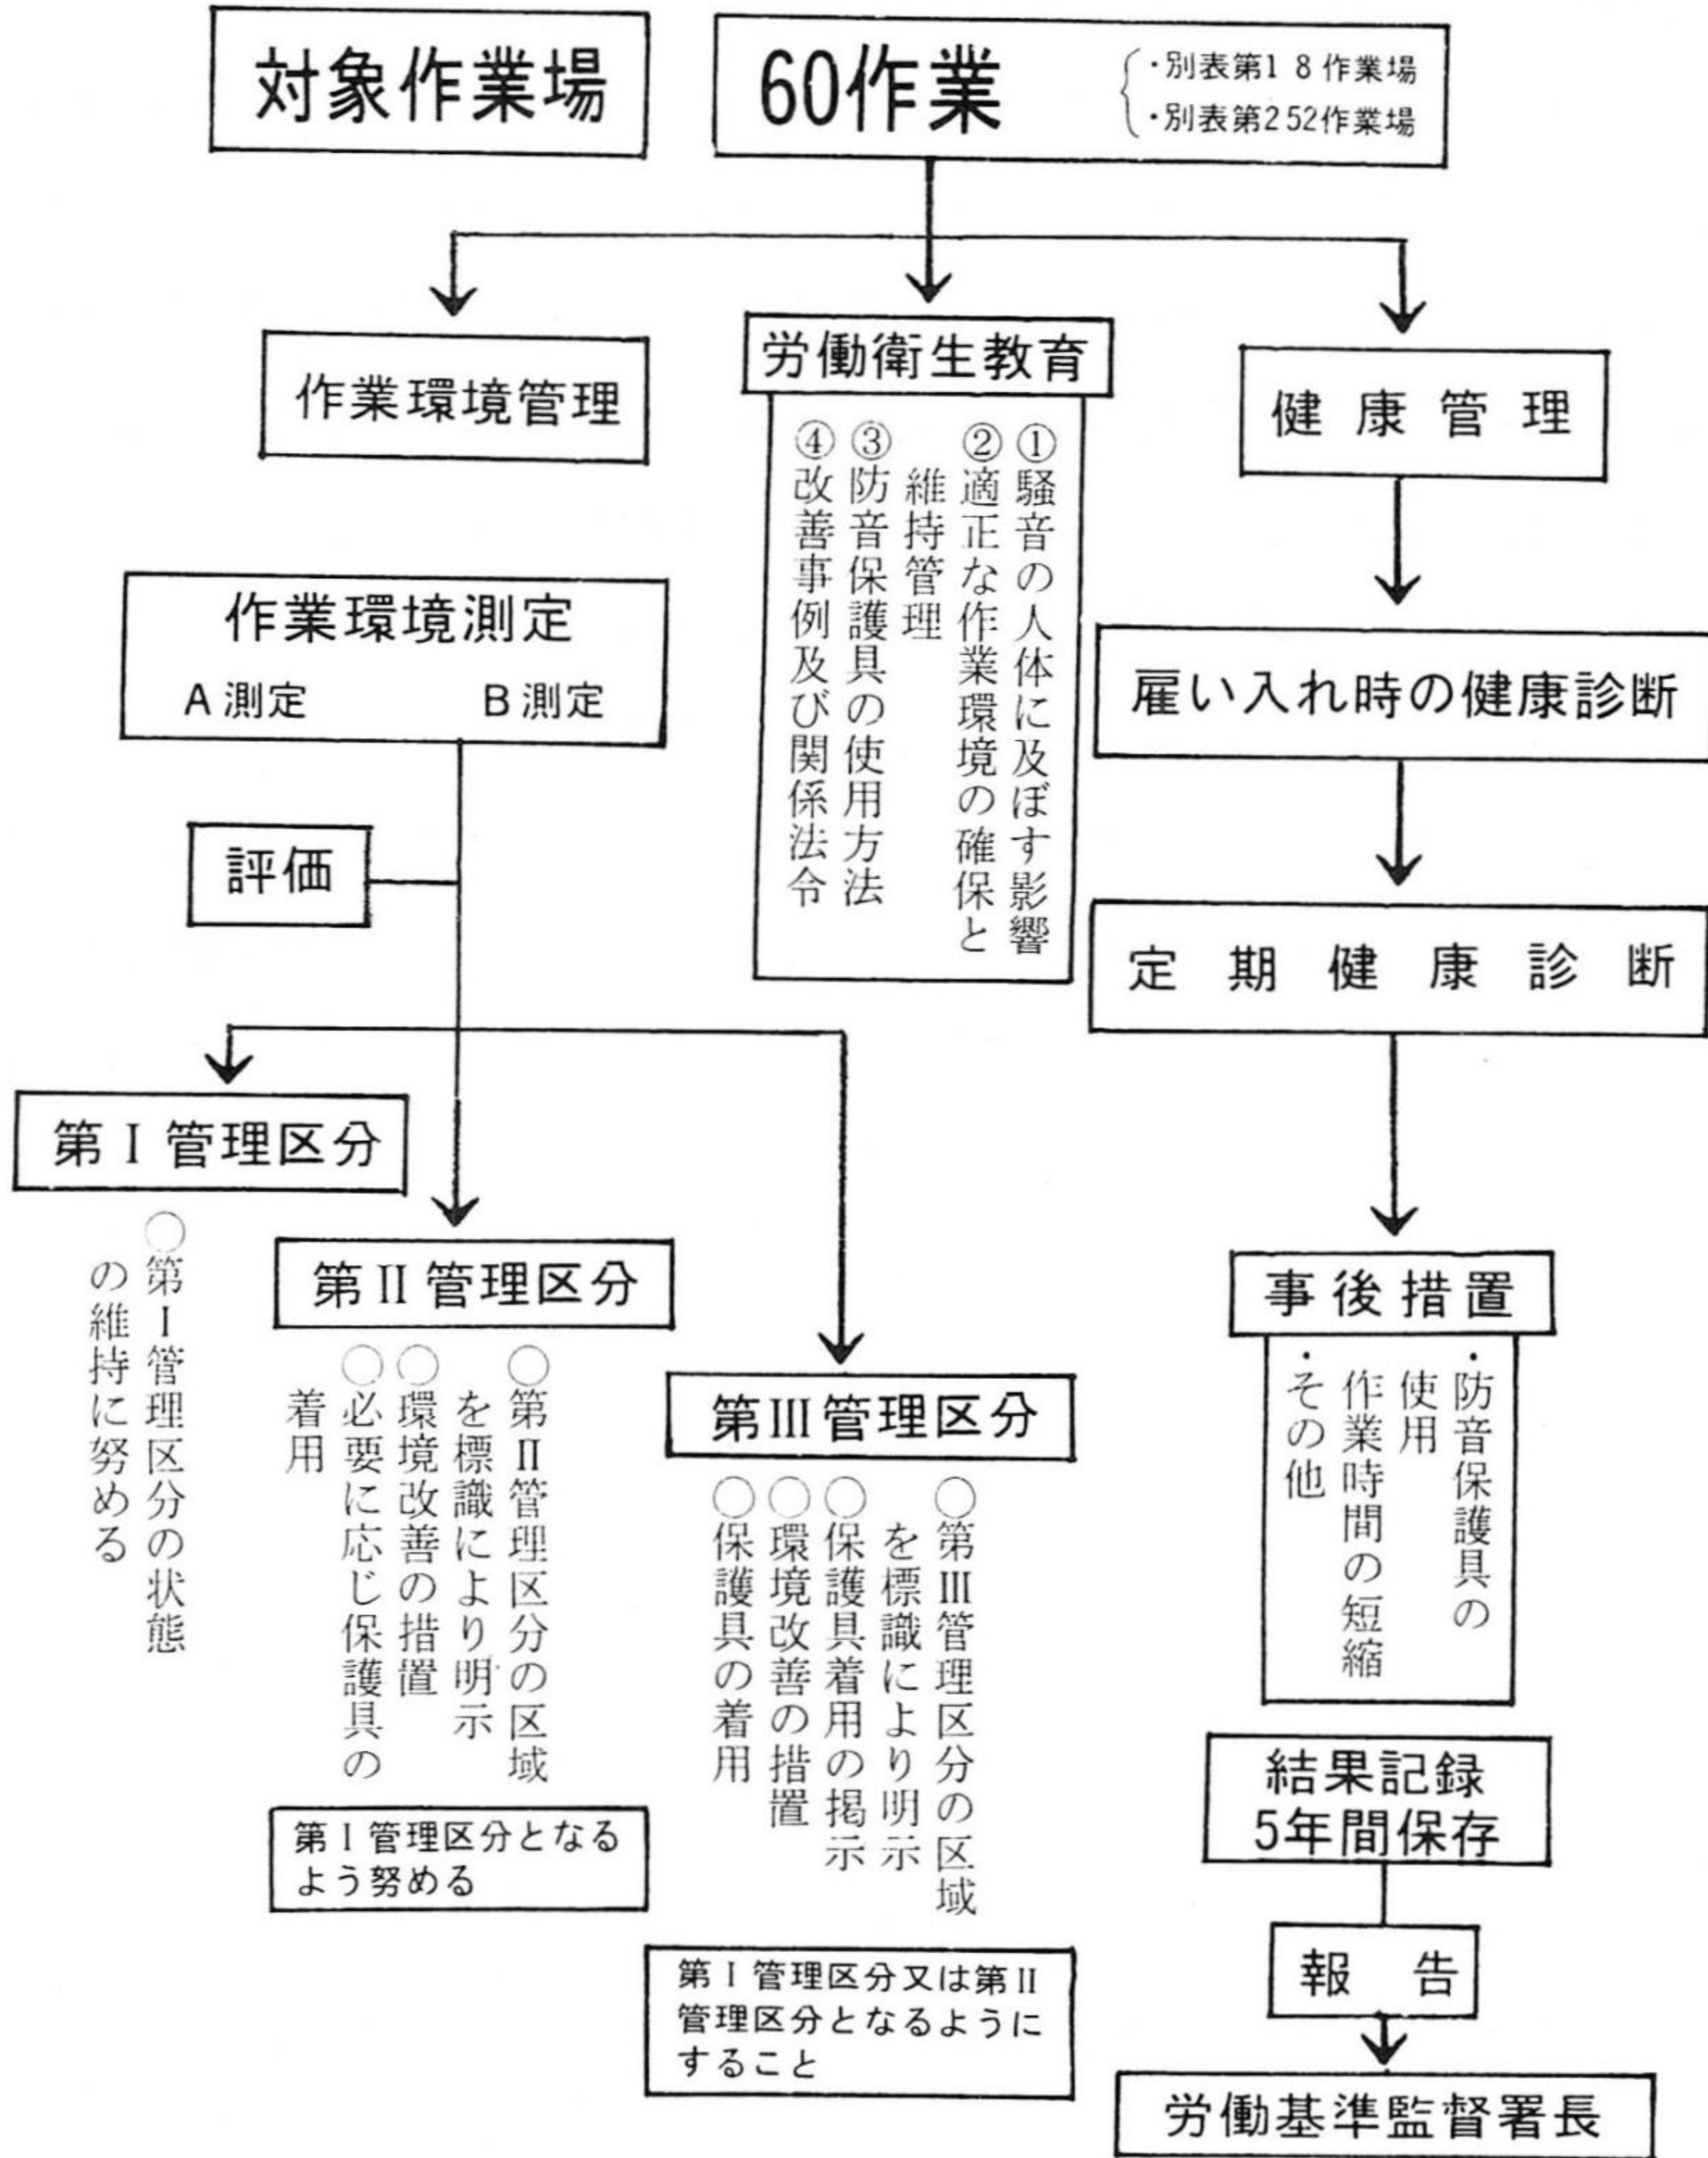 対象作業場
60作業
・別表第1 8作業場
・別表第2 52作業場
作業環境管理
労働衛生教育
①騒音の人体に及ぼす影響
②適正な作業環境の確保と
維持管理
③防音保護具の使用方法
④改善事例及び関係法令
健康管理
作業環境測定
A測定 B測定
評価
雇い入れ時の健康診断
定期健康診断
第Ⅰ管理区分
○第Ⅰ管理区分の状態
の維持に努める
第Ⅱ管理区分
○第Ⅱ管理区分の区域
を標識により明示
○環境改善の措置
○必要に応じ保護具の
着用
第Ⅰ管理区分となる
よう努める
第Ⅲ管理区分
○第Ⅲ管理区分の区域
を標識により明示
○保護具着用の掲示
○環境改善の措置
○保護具の着用
第Ⅰ管理区分又は第Ⅱ
管理区分となるように
すること
事後措置
・防音保護具の
使用
作業時間の短縮
・その他
結果記録
5年間保存
報告
労働基準監督署長